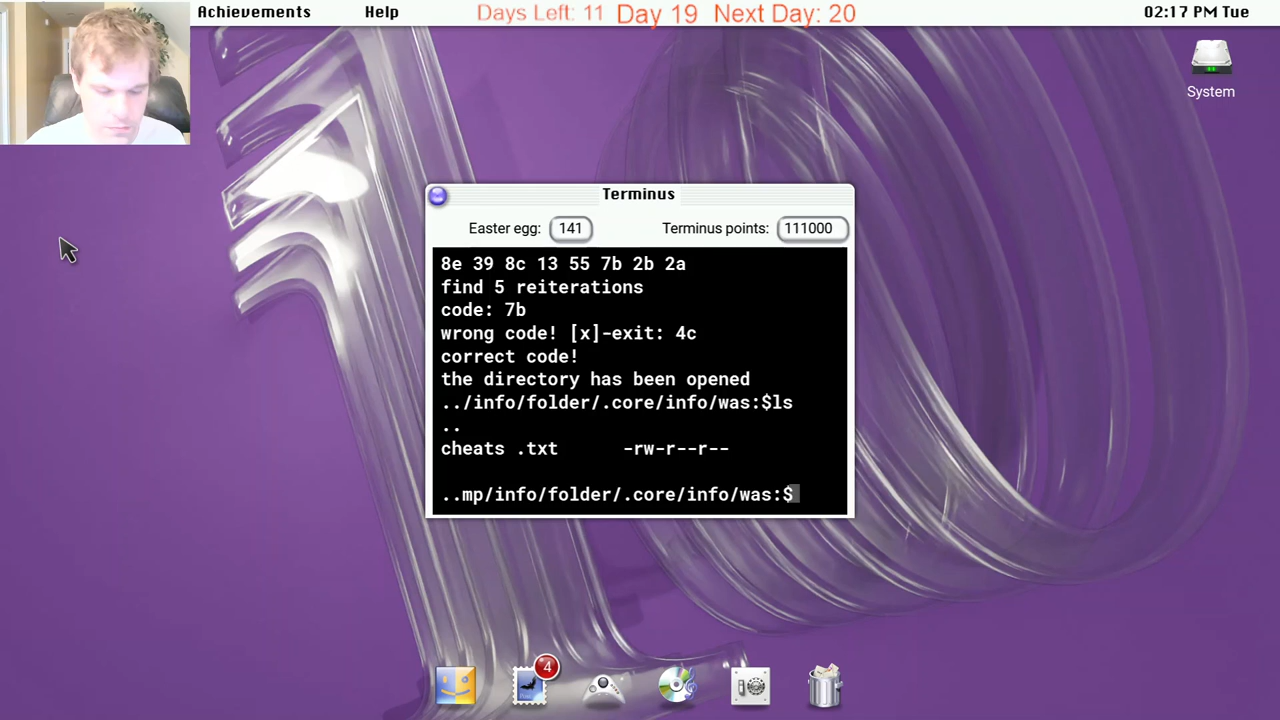 Achievements Help Days Left: 11 Day 19 Next Day: 20 02:17 PM Tue
System
Terminus
Easter egg: 141 Terminus points: 111000
8e 39 8c 13 55 7b 2b 2a
find 5 reiterations
code: 7b
wrong code! [x]-exit: 4c
correct code!
the directory has been opened
../info/folder/.core/info/was:$ls
..
cheats .txt -rw-r--r--
..mp/info/folder/.core/info/was:$
4